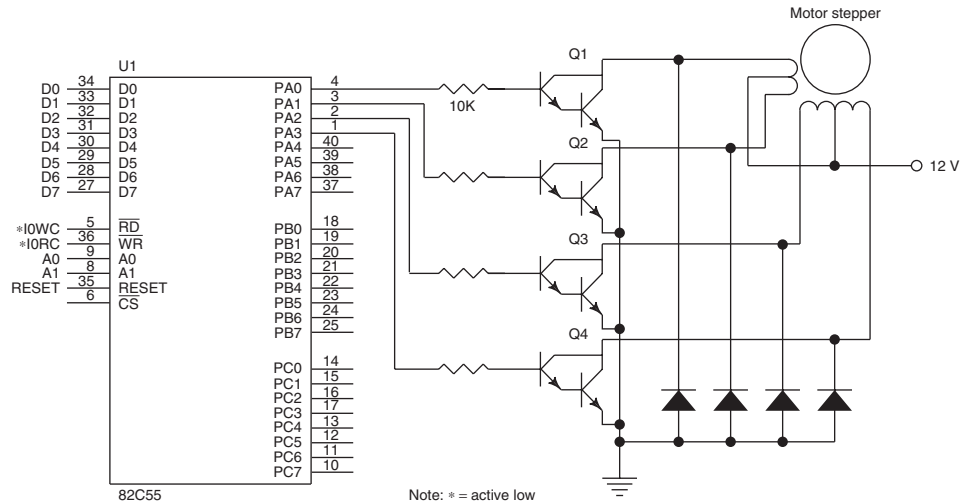 Motor stepper
U1
Q1
D0 34 D0 PA0 4
D1 33 D1 PA1 3
D2 32 D2 PA2 2
D3 31 D3 PA3 1
D4 30 D4 PA4 40
D5 29 D5 PA5 39
D6 28 D6 PA6 38
D7 27 D7 PA7 37
10K
Q2
12 V
*I0WC 5 RD PB0 18
*I0RC 36 WR PB1 19
A0 9 A0 PB2 20
A1 8 A1 PB3 21
RESET 35 RESET PB4 22
6 CS PB5 23
PB6 24
PB7 25
Q3
Q4
PC0 14
PC1 15
PC2 16
PC3 17
PC4 13
PC5 12
PC6 11
PC7 10
82C55
Note: * = active low